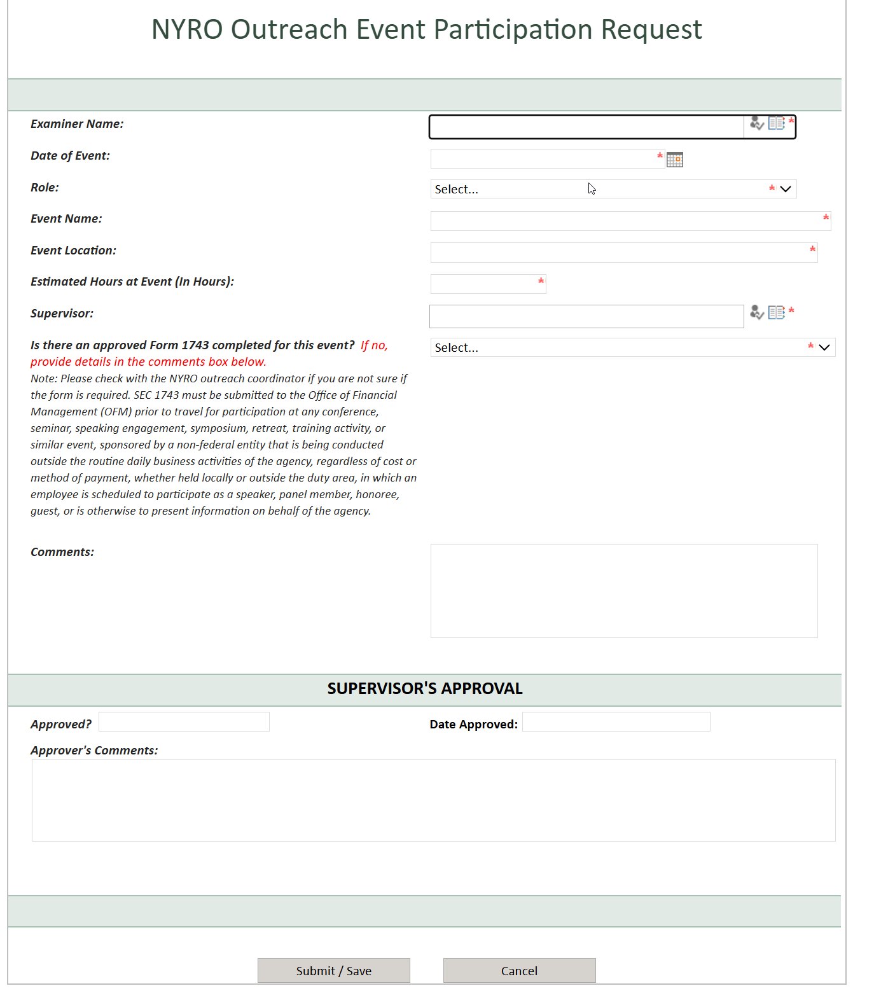 NYRO Outreach Event Participation Request
Examiner Name:
*
Date of Event:
*
Role:
Select... *
Event Name:
*
Event Location:
*
Estimated Hours at Event (In Hours):
*
Supervisor:
*
Is there an approved Form 1743 completed for this event? If no,
provide details in the comments box below.
Select... *
Note: Please check with the NYRO outreach coordinator if you are not sure if
the form is required. SEC 1743 must be submitted to the Office of Financial
Management (OFM) prior to travel for participation at any conference,
seminar, speaking engagement, symposium, retreat, training activity, or
similar event, sponsored by a non-federal entity that is being conducted
outside the routine daily business activities of the agency, regardless of cost or
method of payment, whether held locally or outside the duty area, in which an
employee is scheduled to participate as a speaker, panel member, honoree,
guest, or is otherwise to present information on behalf of the agency.
Comments:
SUPERVISOR'S APPROVAL
Approved?
Date Approved:
Approver's Comments:
Submit / Save
Cancel